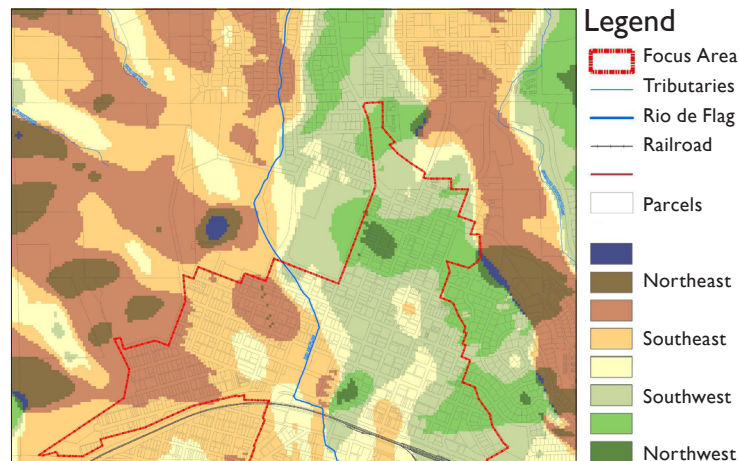 Legend
Focus Area
Tributaries
Rio de Flag
Railroad
Parcels
Northeast
Southeast
Southwest
Northwest